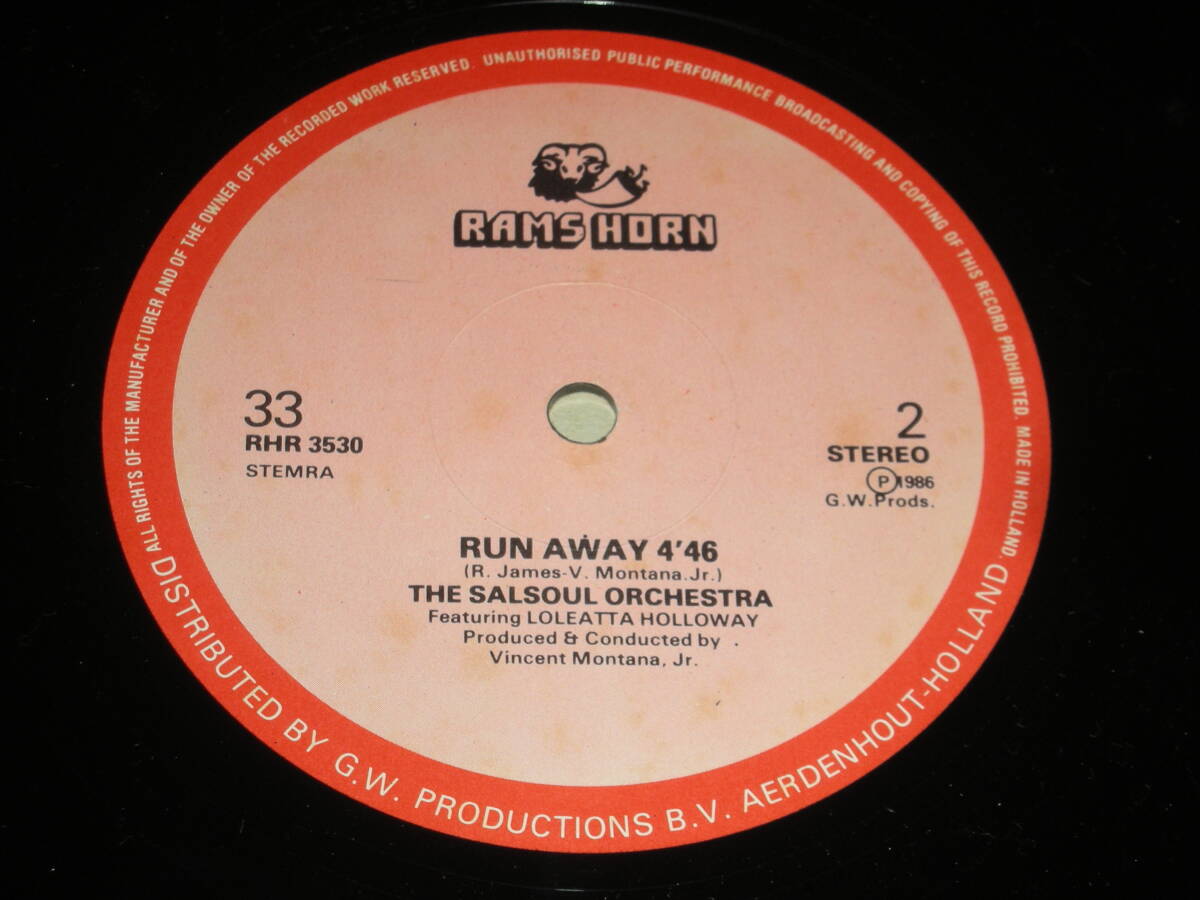 ALL RIGHTS OF THE MANUFACTURER AND OF THE OWNER OF THE RECORDED WORK RESERVED. UNAUTHORISED PUBLIC PERFORMANCE BROADCASTING AND COPYING OF THIS RECORD PROHIBITED. MADE IN HOLLAND.
RAMS HORN
33
RHR 3530
STEMRA
2
STEREO
Ⓟ 1986
G.W.Prods.
RUN AWAY 4'46
(R. James-V. Montana.Jr.)
THE SALSOUL ORCHESTRA
Featuring LOLEATTA HOLLOWAY
Produced & Conducted by
Vincent Montana, Jr.
DISTRIBUTED BY G.W. PRODUCTIONS B.V. AERDENHOUT-HOLLAND